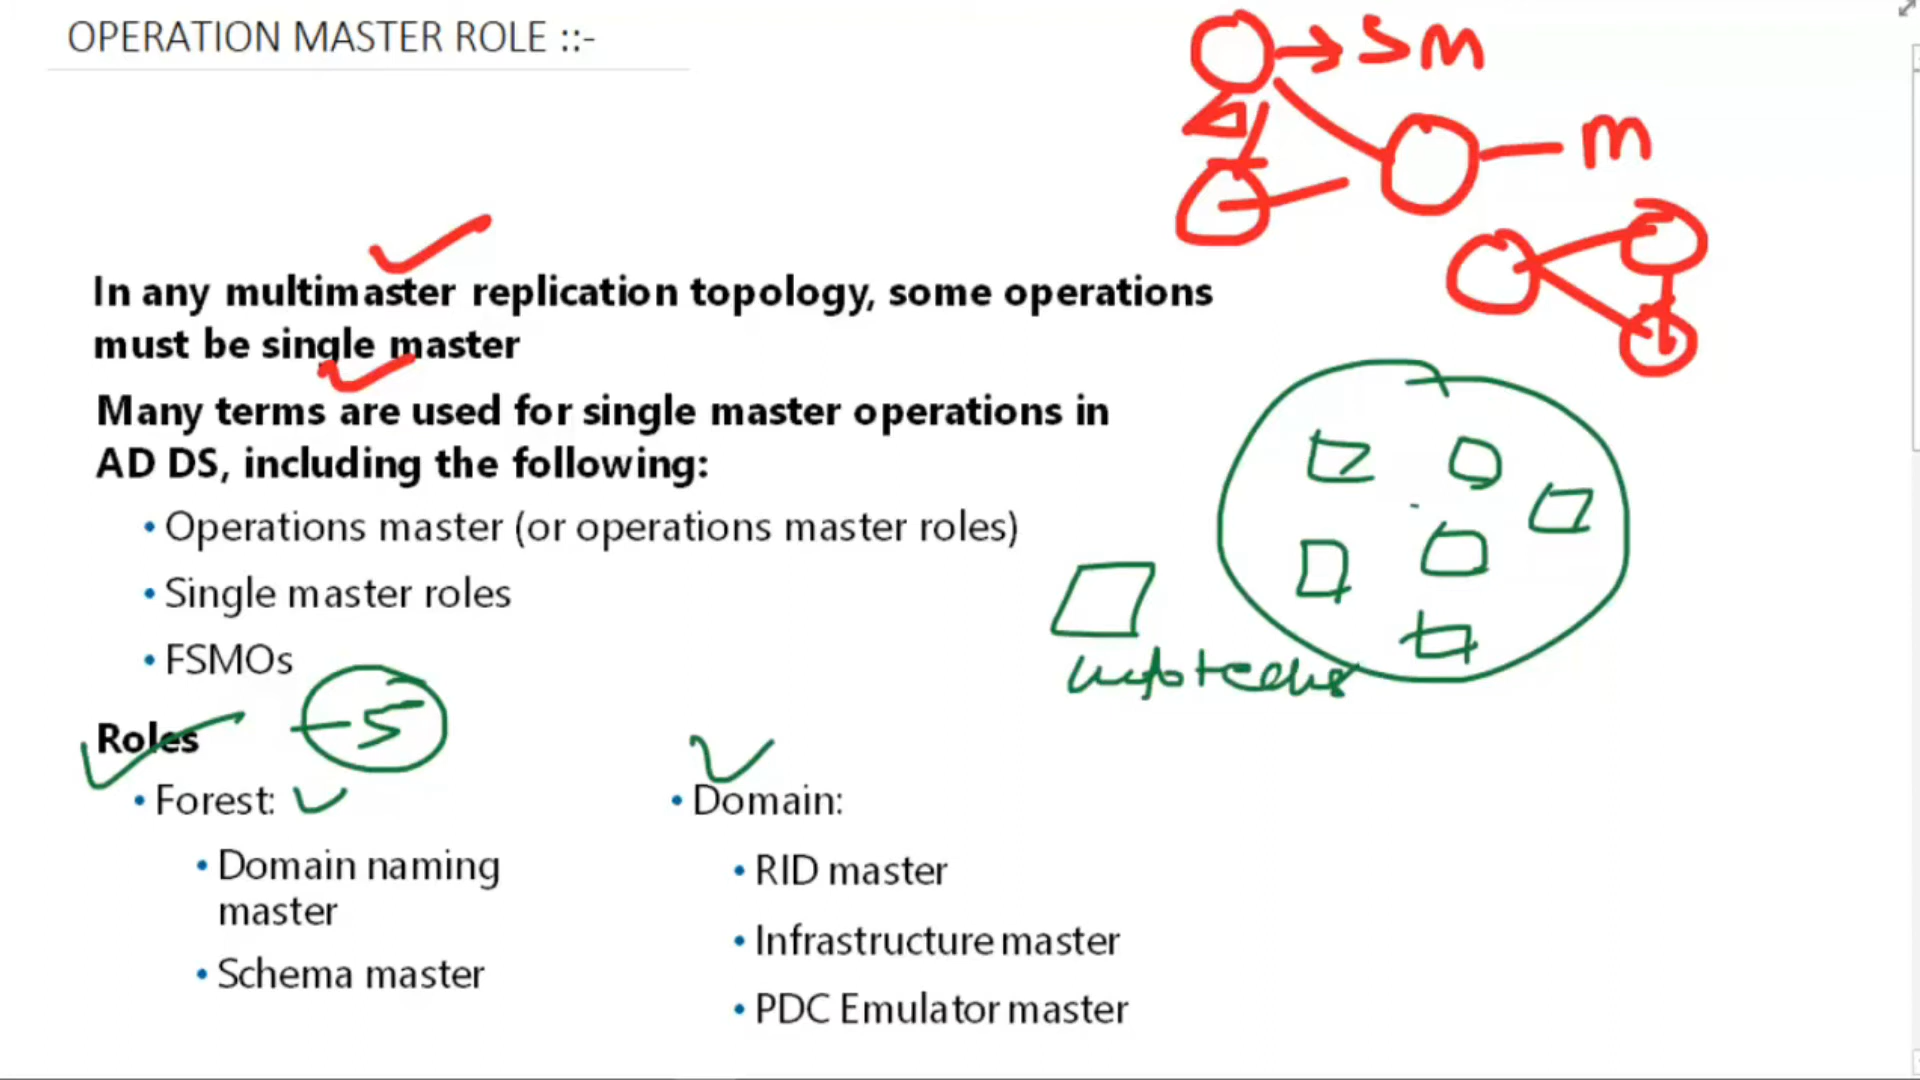 OPERATION MASTER ROLE ::-
SM
m
In any multimaster replication topology, some operations
must be single master
Many terms are used for single master operations in
AD DS, including the following:
• Operations master (or operations master roles)
• Single master roles
• FSMOs
Roles
5
• Forest:
• Domain naming
master
• Schema master
• Domain:
• RID master
• Infrastructure master
• PDC Emulator master